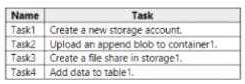 Name Task
Task1 Create a new storage account.
Task2 Upload an append blob to container1.
Task3 Create a file share in storage1.
Task4 Add data to table1.